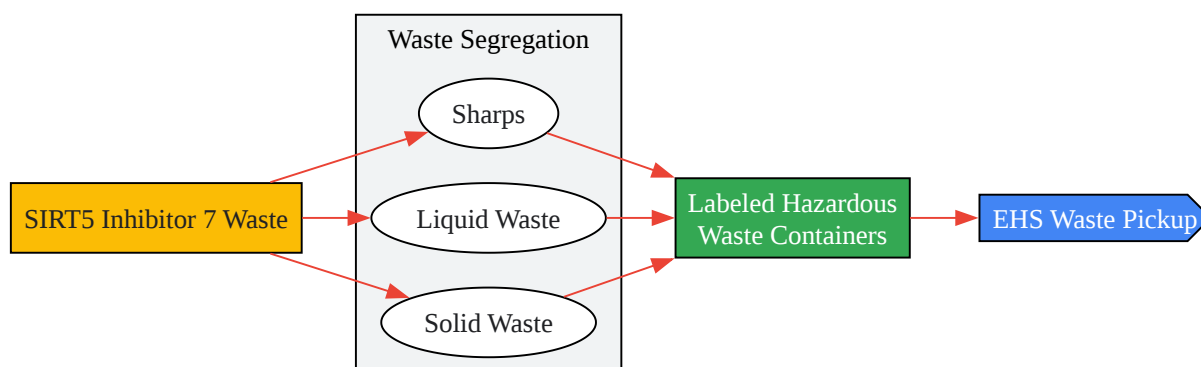 Waste Segregation
Sharps
SIRT5 Inhibitor 7 Waste
Liquid Waste
Labeled Hazardous
Waste Containers
EHS Waste Pickup
Solid Waste